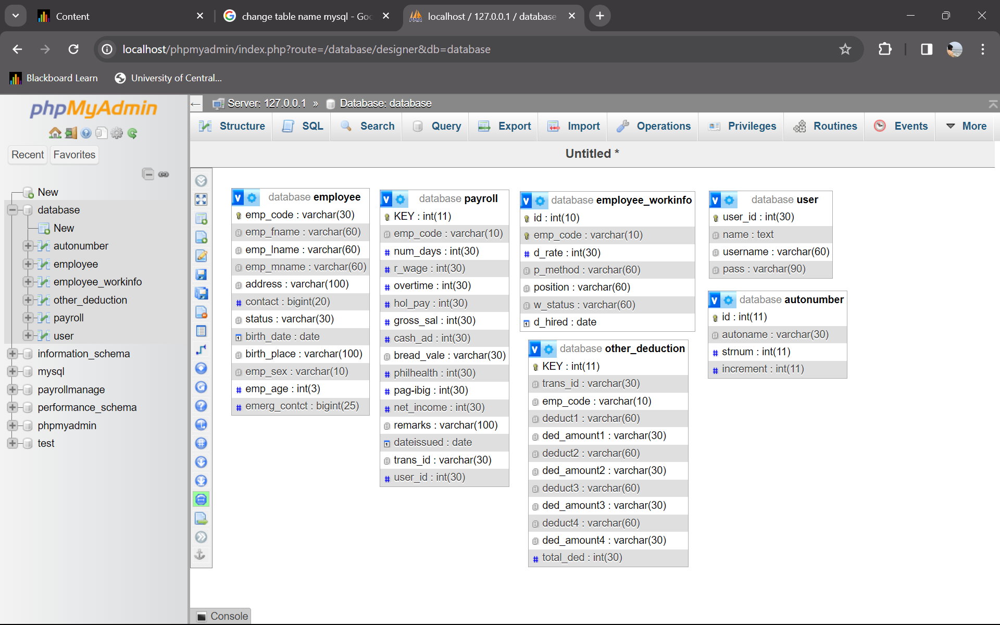 Content
change table name mysql - Goo
localhost / 127.0.0.1 / database
localhost/phpmyadmin/index.php?route=/database/designer&db=database
Blackboard Learn
University of Central...
phpMyAdmin
Recent
Favorites
New
database
New
autonumber
employee
employee_workinfo
other_deduction
payroll
user
information_schema
mysql
payrollmanage
performance_schema
phpmyadmin
test
Server: 127.0.0.1 » Database: database
Structure
SQL
Search
Query
Export
Import
Operations
Privileges
Routines
Events
More
Untitled *
database employee
emp_code : varchar(30)
emp_fname : varchar(60)
emp_lname : varchar(60)
emp_mname : varchar(60)
address : varchar(100)
contact : bigint(20)
status : varchar(30)
birth_date : date
birth_place : varchar(100)
emp_sex : varchar(10)
emp_age : int(3)
emerg_contct : bigint(25)
database payroll
KEY : int(11)
emp_code : varchar(10)
num_days : int(30)
r_wage : int(30)
overtime : int(30)
hol_pay : int(30)
gross_sal : int(30)
cash_ad : int(30)
bread_vale : varchar(30)
philhealth : int(30)
pag-ibig : int(30)
net_income : int(30)
remarks : varchar(100)
dateissued : date
trans_id : varchar(30)
user_id : int(30)
database employee_workinfo
id : int(10)
emp_code : varchar(10)
d_rate : int(30)
p_method : varchar(60)
position : varchar(60)
w_status : varchar(60)
d_hired : date
database other_deduction
KEY : int(11)
trans_id : varchar(30)
emp_code : varchar(10)
deduct1 : varchar(60)
ded_amount1 : varchar(30)
deduct2 : varchar(60)
ded_amount2 : varchar(30)
deduct3 : varchar(60)
ded_amount3 : varchar(30)
deduct4 : varchar(60)
ded_amount4 : varchar(30)
total_ded : int(30)
database user
user_id : int(30)
name : text
username : varchar(60)
pass : varchar(90)
database autonumber
id : int(11)
autoname : varchar(30)
strnum : int(11)
increment : int(11)
Console